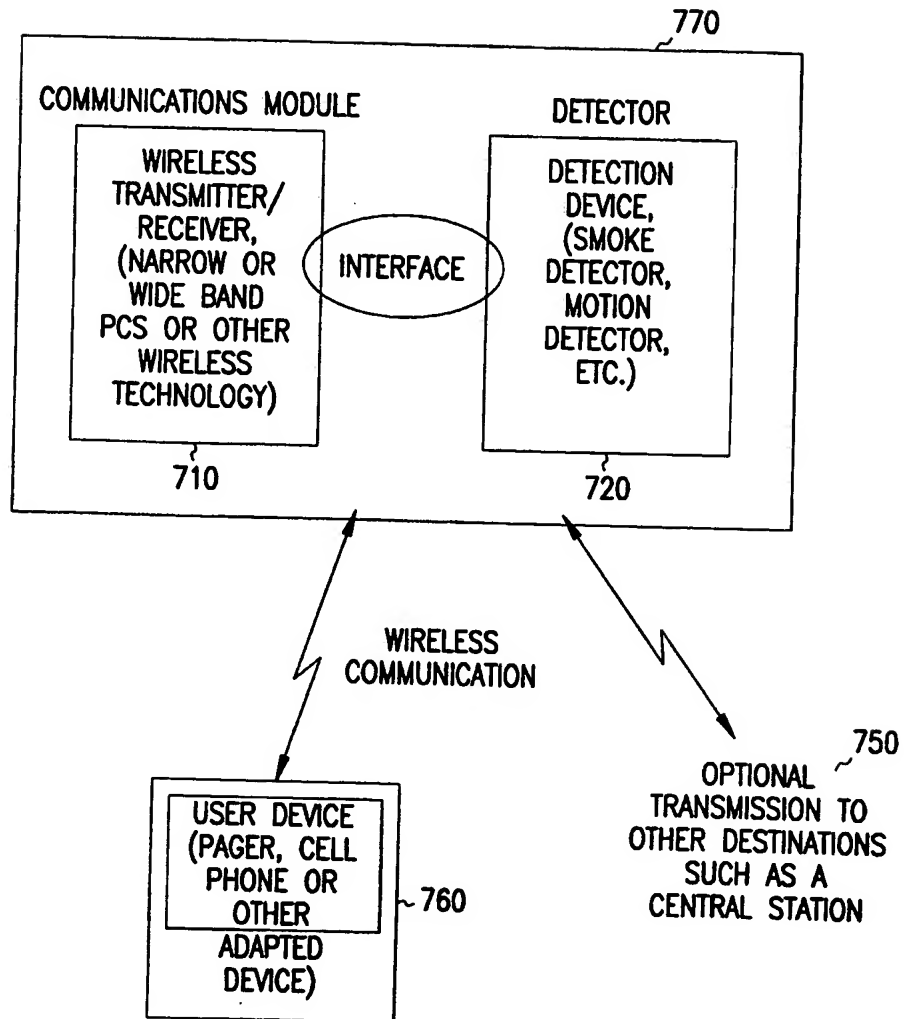 770
COMMUNICATIONS MODULE
WIRELESS
TRANSMITTER/
RECEIVER,
(NARROW OR
WIDE BAND
PCS OR OTHER
WIRELESS
TECHNOLOGY)
710
INTERFACE
DETECTOR
DETECTION
DEVICE,
(SMOKE
DETECTOR,
MOTION
DETECTOR,
ETC.)
720
WIRELESS
COMMUNICATION
USER DEVICE
(PAGER, CELL
PHONE OR
OTHER
ADAPTED
DEVICE)
760
750
OPTIONAL
TRANSMISSION TO
OTHER DESTINATIONS
SUCH AS A
CENTRAL STATION